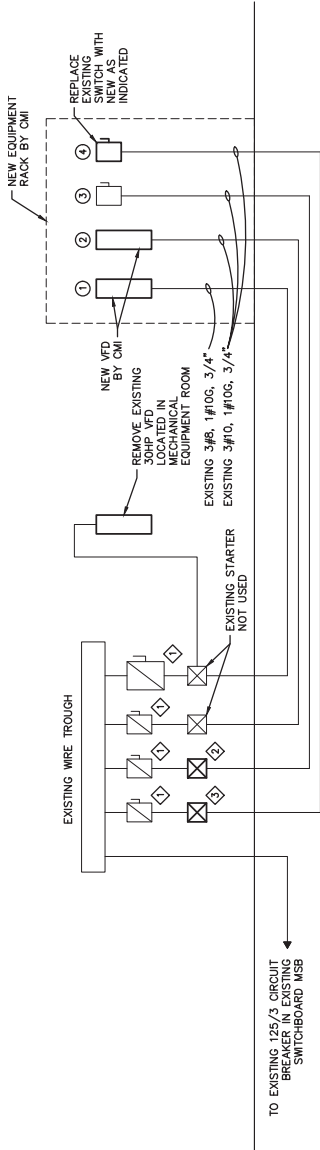 NEW EQUIPMENT
RACK BY CMI
REPLACE
EXISTING
SWITCH WITH
NEW AS
INDICATED
1
2
3
4
NEW VFD
BY CMI
REMOVE EXISTING
30HP VFD
LOCATED IN
MECHANICAL
EQUIPMENT ROOM
EXISTING 3#8, 1#10G, 3/4"
EXISTING 3#10, 1#10G, 3/4"
EXISTING WIRE TROUGH
1
1
1
1
3
2
EXISTING STARTER
NOT USED
TO EXISTING 125/3 CIRCUIT
BREAKER IN EXISTING
SWITCHBOARD MSB